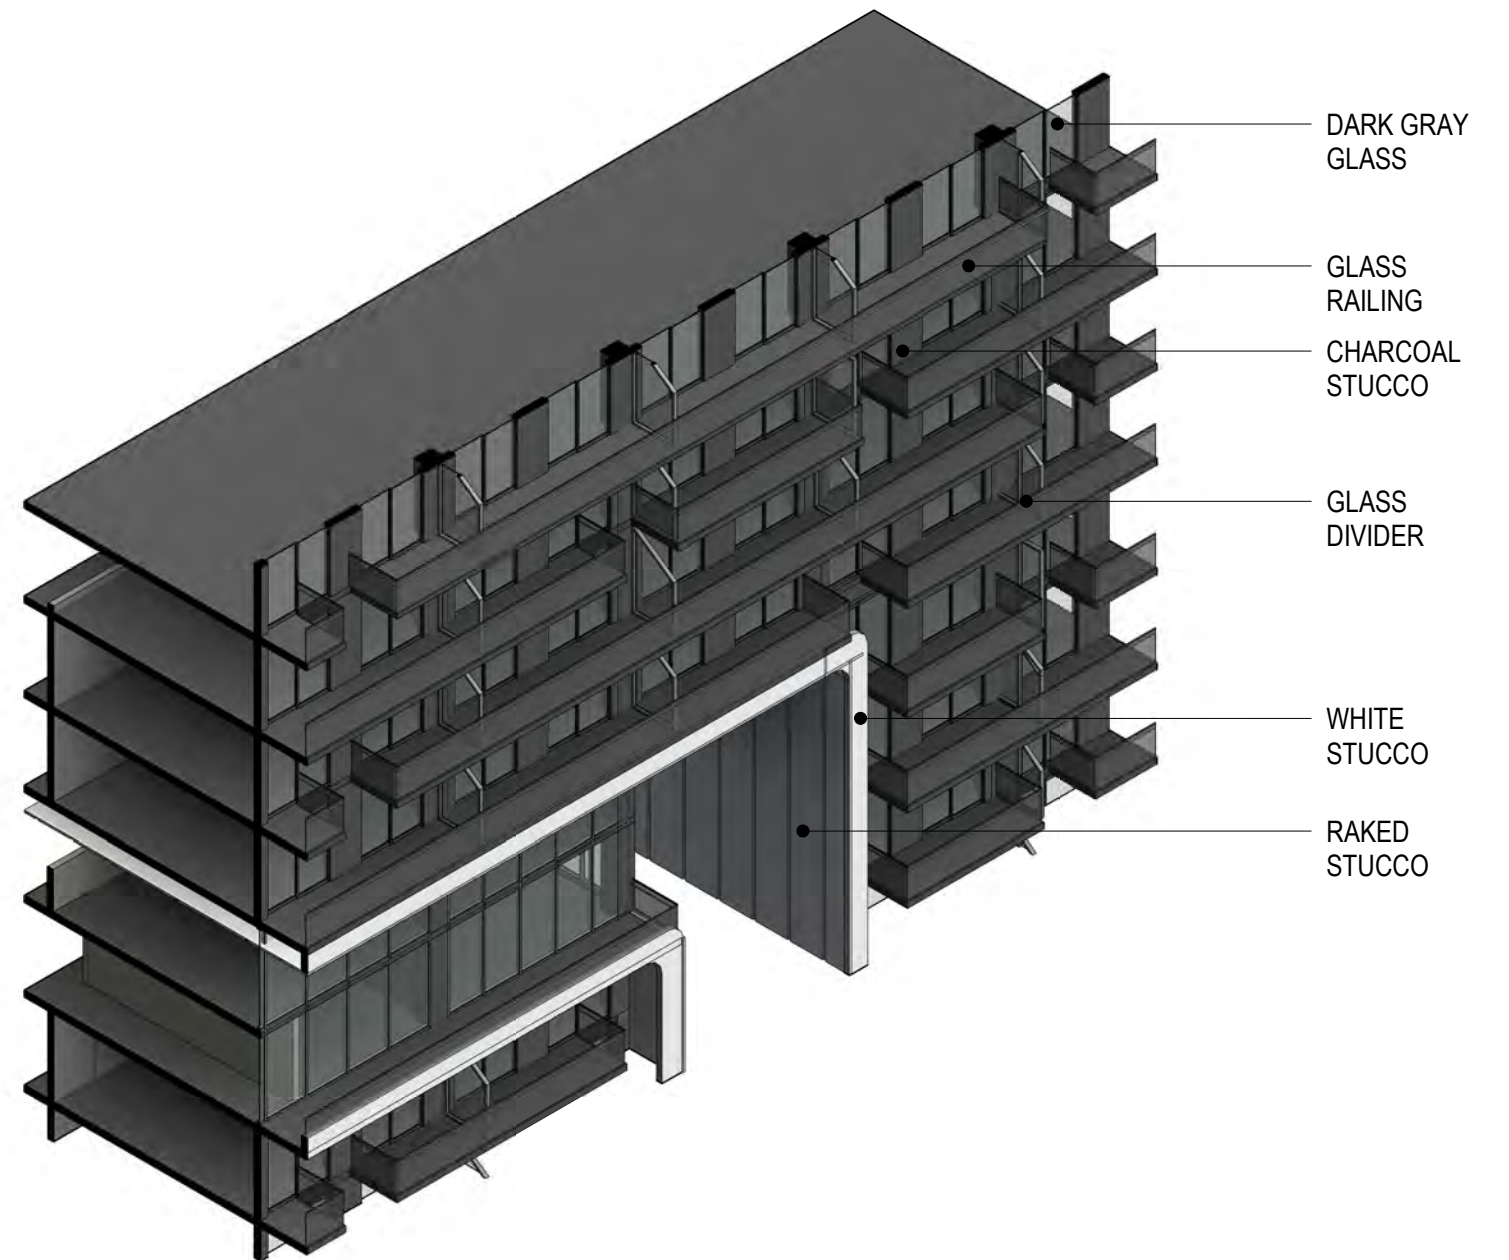 DARK GRAY
GLASS
GLASS
RAILING
CHARCOAL
STUCCO
GLASS
DIVIDER
WHITE
STUCCO
RAKED
STUCCO